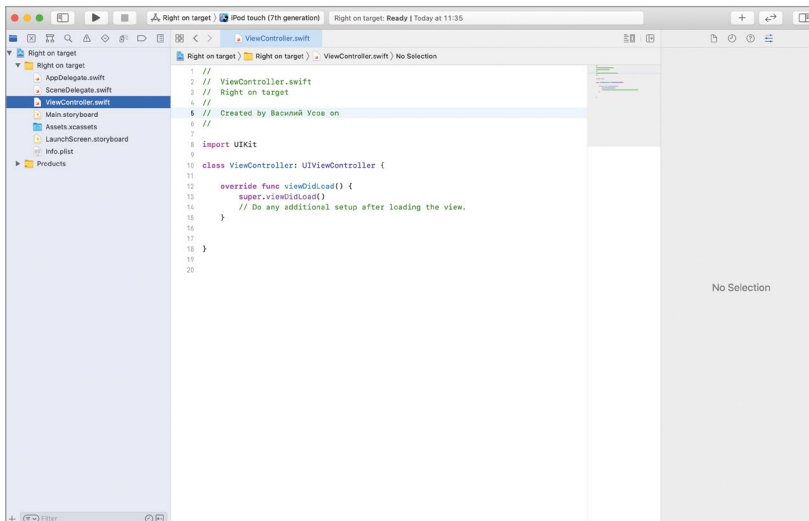 Right on target
iPod touch (7th generation)
Right on target: Ready | Today at 11:35
ViewController.swift
Right on target
Right on target
AppDelegate.swift
SceneDelegate.swift
ViewController.swift
Main.storyboard
Assets.xcassets
LaunchScreen.storyboard
Info.plist
Products
Right on target
Right on target
ViewController.swift
No Selection
1 //
2 // ViewController.swift
3 // Right on target
4 //
5 // Created by Василий Усов on
6 //
7
8 import UIKit
9
10 class ViewController: UIViewController {
11
12 override func viewDidLoad() {
13 super.viewDidLoad()
14 // Do any additional setup after loading the view.
15 }
16
17
18 }
19
20
No Selection
Filter